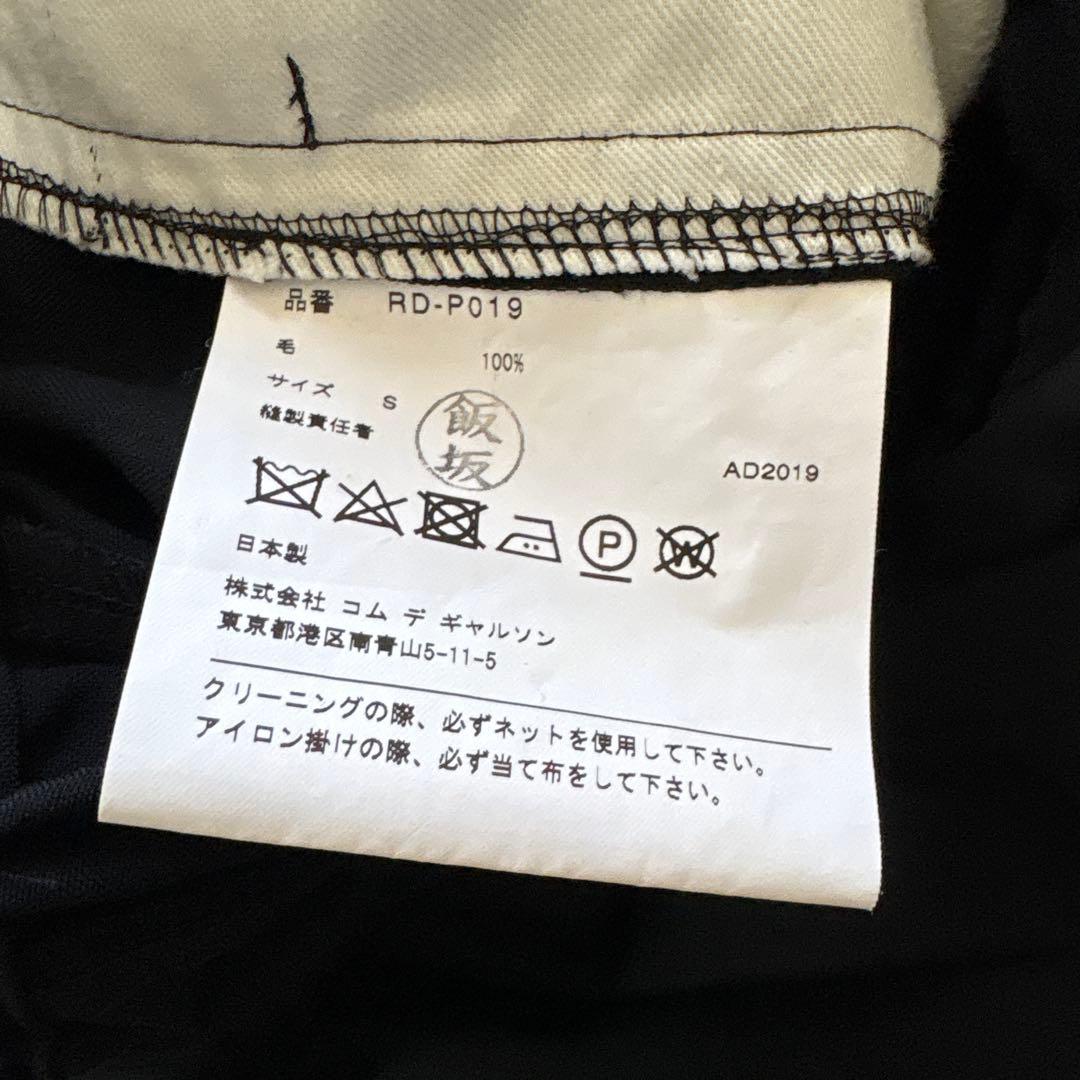 品番 RD-P019
毛 100%
サイズ S
縫製責任者 飯坂
AD2019
P W
日本製
株式会社 コム デ ギャルソン
東京都港区南青山5-11-5
クリーニングの際、必ずネットを使用して下さい。
アイロン掛けの際、必ず当て布をして下さい。